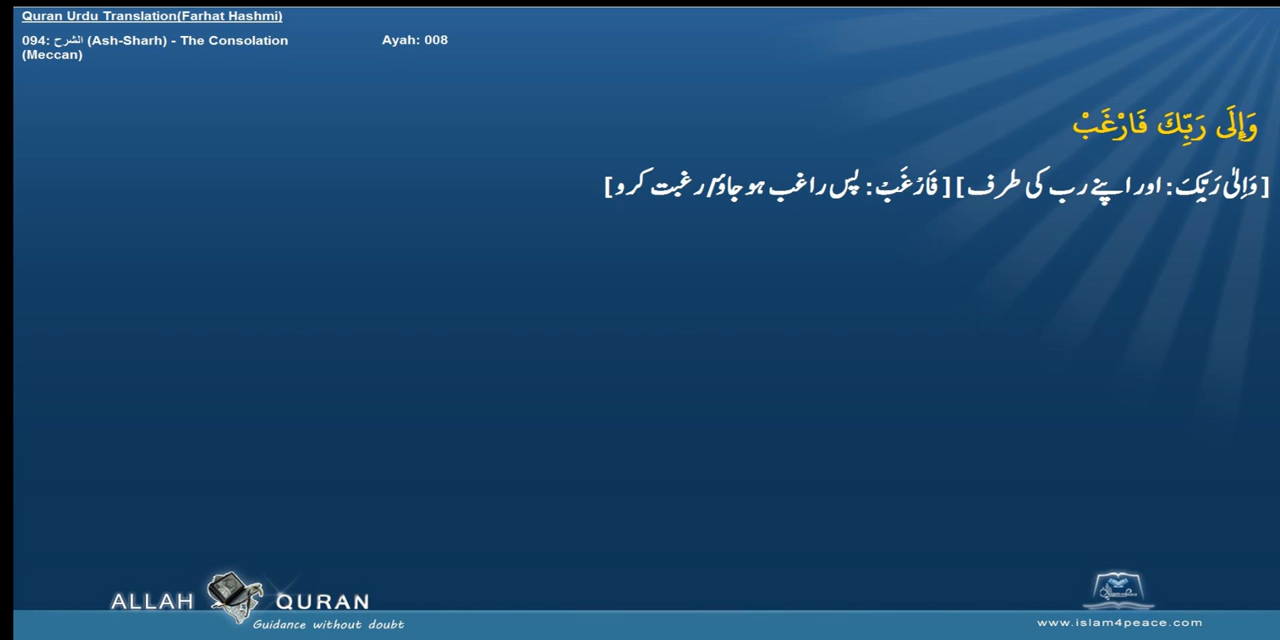 Quran Urdu Translation(Farhat Hashmi)
094: الشرح (Ash-Sharh) - The Consolation Ayah: 008
(Meccan)
وَإِلَى رَبِّكَ فَارْغَبْ
[ وَاِلٰى رَبِّكَ : اور اپنے رب کی طرف ] [ فَارْغَبْ : پس راغب ہو جاؤ/رغبت کرو ]
ALLAH QURAN
Guidance without doubt
www.islam4peace.com